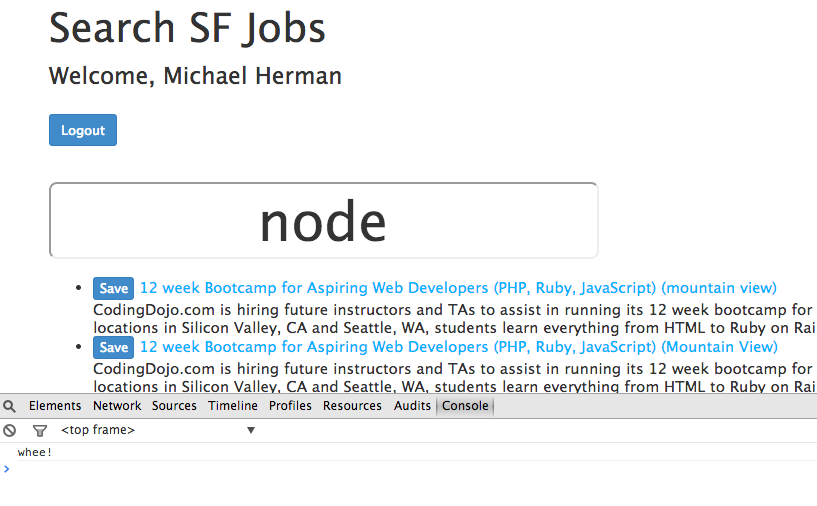 Search SF Jobs
Welcome, Michael Herman
Logout
node
• Save 12 week Bootcamp for Aspiring Web Developers (PHP, Ruby, JavaScript) (mountain view)
CodingDojo.com is hiring future instructors and TAs to assist in running its 12 week bootcamp for
locations in Silicon Valley, CA and Seattle, WA, students learn everything from HTML to Ruby on Rai
• Save 12 week Bootcamp for Aspiring Web Developers (PHP, Ruby, JavaScript) (Mountain View)
CodingDojo.com is hiring future instructors and TAs to assist in running its 12 week bootcamp for
locations in Silicon Valley, CA and Seattle, WA, students learn everything from HTML to Ruby on Rai
Elements Network Sources Timeline Profiles Resources Audits Console
<top frame> ▼
whee!
>